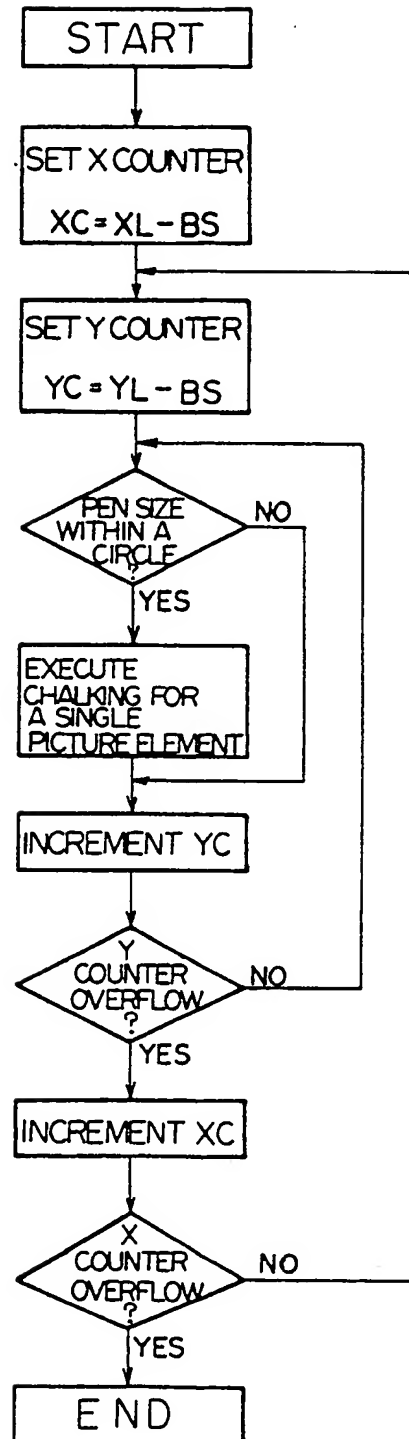 START
SET X COUNTER
XC = XL - BS
SET Y COUNTER
YC = YL - BS
PEN SIZE
WITHIN A
CIRCLE
?
NO
YES
EXECUTE
CHALKING FOR
A SINGLE
PICTURE ELEMENT
INCREMENT YC
Y
COUNTER
OVERFLOW
?
NO
YES
INCREMENT XC
X
COUNTER
OVERFLOW
?
NO
YES
END